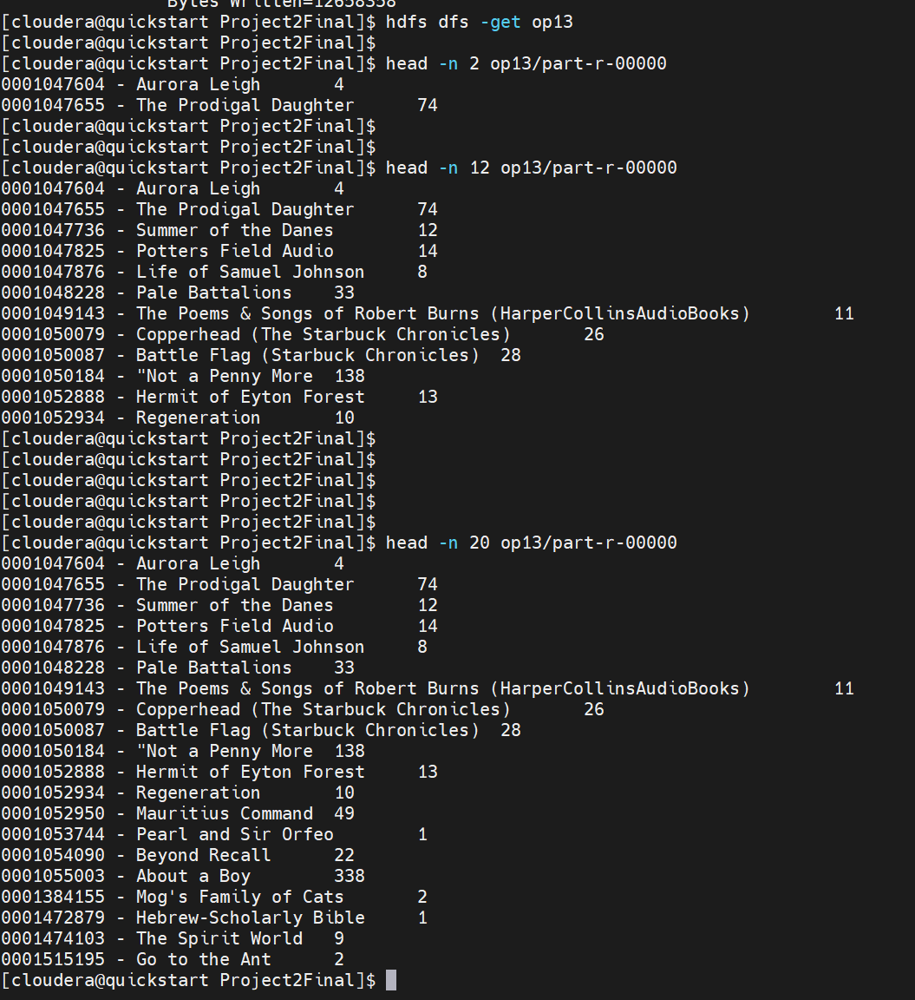 Bytes Written=12658358
[cloudera@quickstart Project2Final]$ hdfs dfs -get op13
[cloudera@quickstart Project2Final]$
[cloudera@quickstart Project2Final]$ head -n 2 op13/part-r-00000
0001047604 - Aurora Leigh	4
0001047655 - The Prodigal Daughter	74
[cloudera@quickstart Project2Final]$
[cloudera@quickstart Project2Final]$
[cloudera@quickstart Project2Final]$ head -n 12 op13/part-r-00000
0001047604 - Aurora Leigh	4
0001047655 - The Prodigal Daughter	74
0001047736 - Summer of the Danes	12
0001047825 - Potters Field Audio	14
0001047876 - Life of Samuel Johnson	8
0001048228 - Pale Battalions	33
0001049143 - The Poems & Songs of Robert Burns (HarperCollinsAudioBooks)	11
0001050079 - Copperhead (The Starbuck Chronicles)	26
0001050087 - Battle Flag (Starbuck Chronicles)	28
0001050184 - "Not a Penny More	138
0001052888 - Hermit of Eyton Forest	13
0001052934 - Regeneration	10
[cloudera@quickstart Project2Final]$
[cloudera@quickstart Project2Final]$
[cloudera@quickstart Project2Final]$
[cloudera@quickstart Project2Final]$
[cloudera@quickstart Project2Final]$
[cloudera@quickstart Project2Final]$ head -n 20 op13/part-r-00000
0001047604 - Aurora Leigh	4
0001047655 - The Prodigal Daughter	74
0001047736 - Summer of the Danes	12
0001047825 - Potters Field Audio	14
0001047876 - Life of Samuel Johnson	8
0001048228 - Pale Battalions	33
0001049143 - The Poems & Songs of Robert Burns (HarperCollinsAudioBooks)	11
0001050079 - Copperhead (The Starbuck Chronicles)	26
0001050087 - Battle Flag (Starbuck Chronicles)	28
0001050184 - "Not a Penny More	138
0001052888 - Hermit of Eyton Forest	13
0001052934 - Regeneration	10
0001052950 - Mauritius Command	49
0001053744 - Pearl and Sir Orfeo	1
0001054090 - Beyond Recall	22
0001055003 - About a Boy	338
0001384155 - Mog's Family of Cats	2
0001472879 - Hebrew-Scholarly Bible	1
0001474103 - The Spirit World	9
0001515195 - Go to the Ant	2
[cloudera@quickstart Project2Final]$